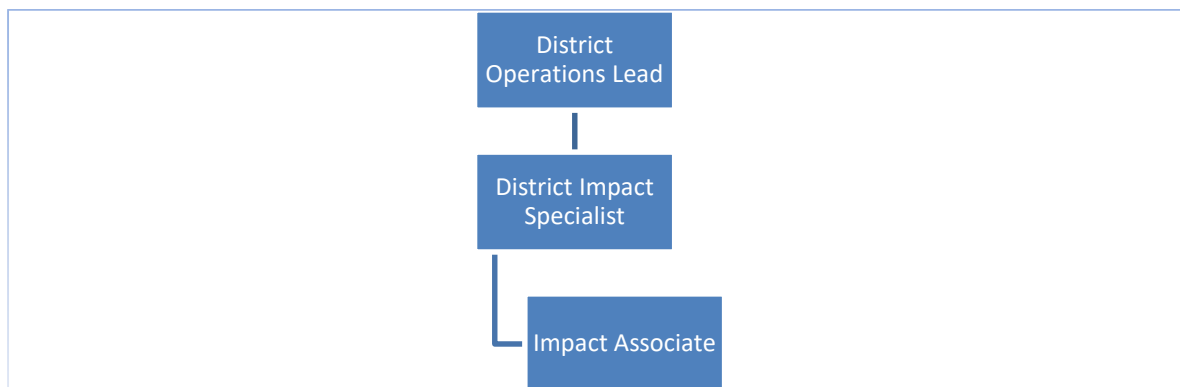 District
Operations Lead
District Impact
Specialist
Impact Associate